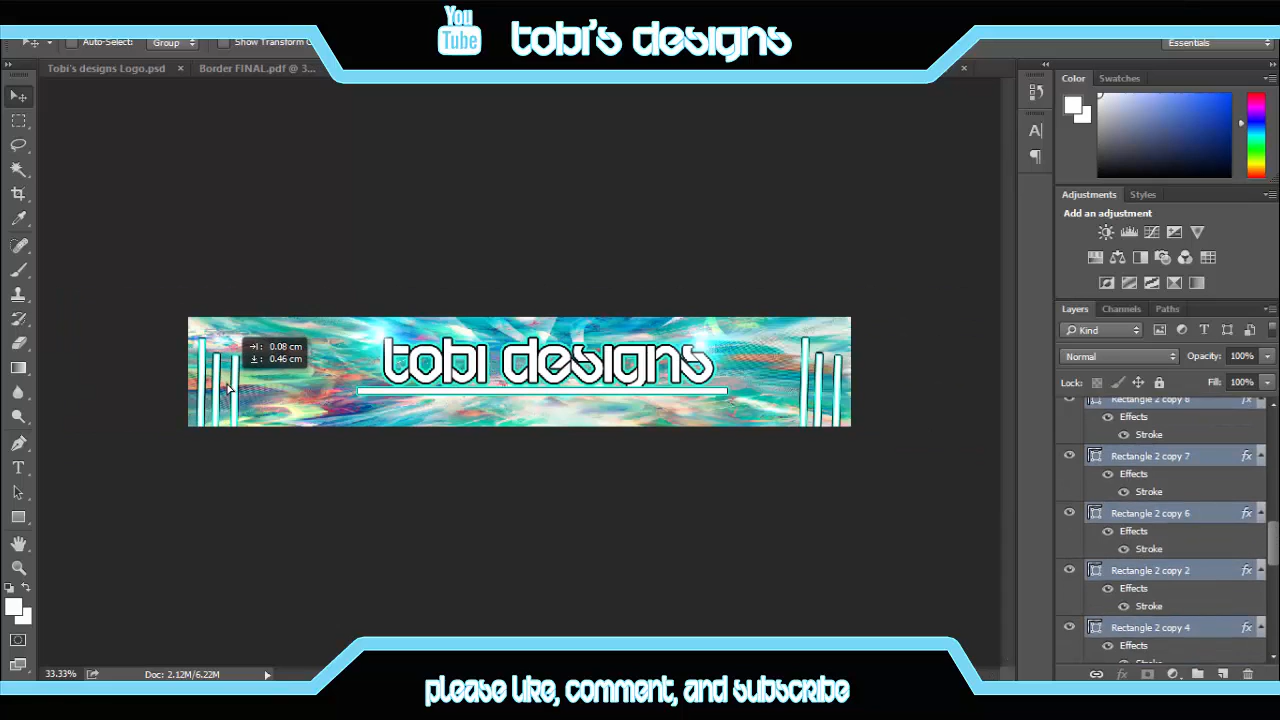 You
Tube
tobi's designs
Auto-Select:
Group
Show Transform C
Essentials
Tobi's designs Logo.psd
Border FINAL.pdf @ 3...
Color
Swatches
Adjustments
Styles
Add an adjustment
Layers
Channels
Paths
Kind
Normal
Opacity:
100%
Lock:
Fill:
100%
Rectangle 2 copy 8
Effects
Stroke
Rectangle 2 copy 7
Effects
Stroke
Rectangle 2 copy 6
Effects
Stroke
Rectangle 2 copy 2
Effects
Stroke
Rectangle 2 copy 4
Effects
tobi designs
0.08 cm
0.46 cm
33.33%
Doc: 2.12M/6.22M
please like, comment, and subscribe